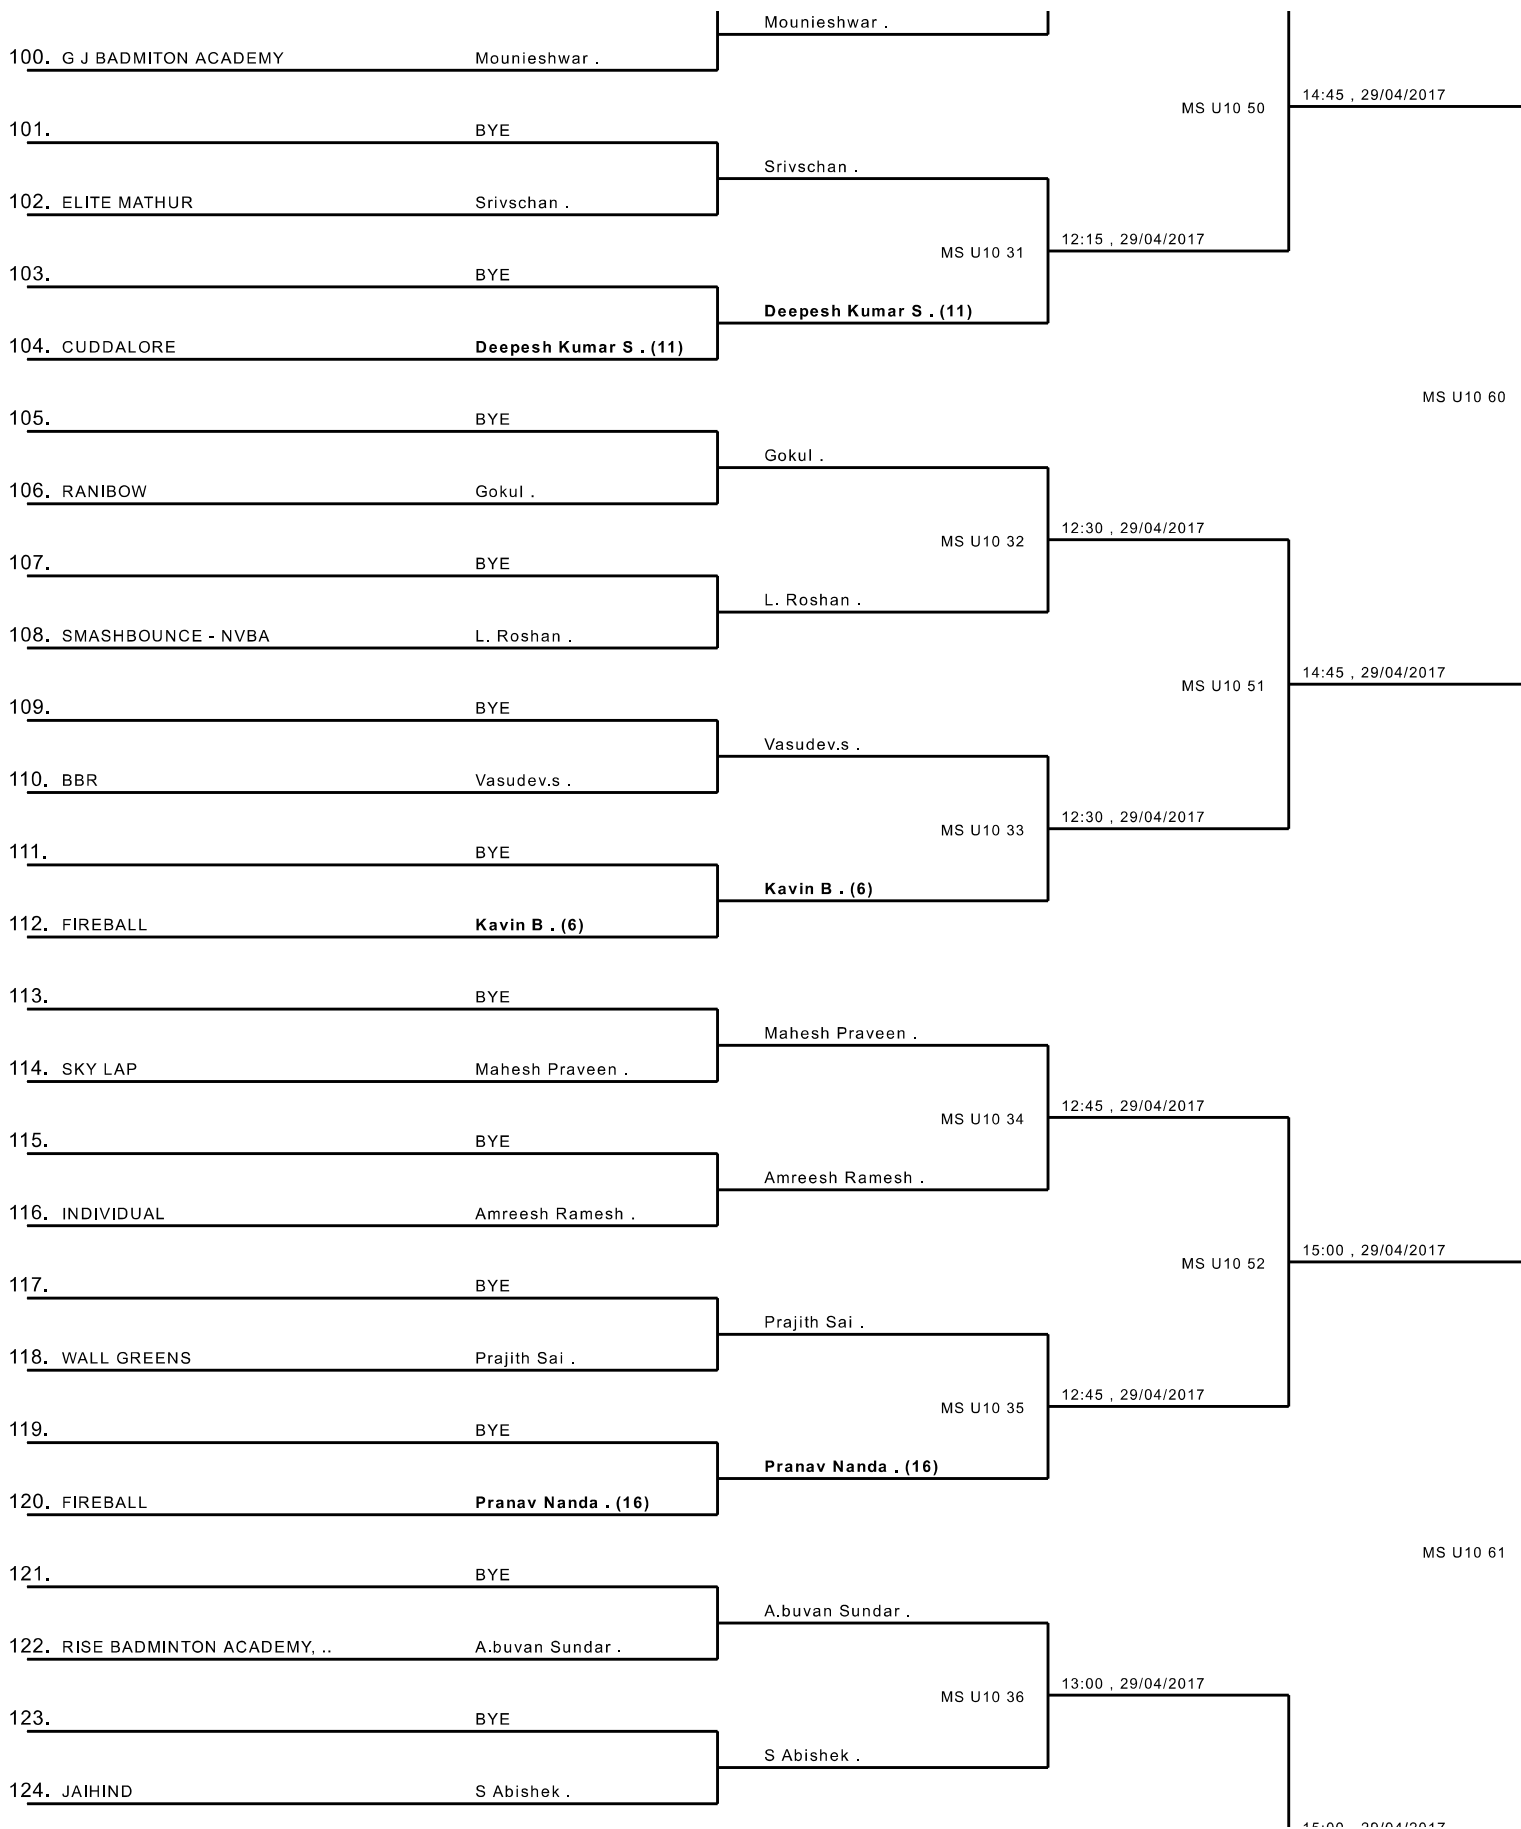 Mounieshwar .
100. G J BADMITON ACADEMY Mounieshwar .
14:45 , 29/04/2017
MS U10 50
101. BYE
Srivschan .
102. ELITE MATHUR Srivschan .
12:15 , 29/04/2017
MS U10 31
103. BYE
Deepesh Kumar S . (11)
104. CUDDALORE Deepesh Kumar S . (11)
MS U10 60
105. BYE
Gokul .
106. RANIBOW Gokul .
12:30 , 29/04/2017
MS U10 32
107. BYE
L. Roshan .
108. SMASHBOUNCE - NVBA L. Roshan .
14:45 , 29/04/2017
MS U10 51
109. BYE
Vasudev.s .
110. BBR Vasudev.s .
12:30 , 29/04/2017
MS U10 33
111. BYE
Kavin B . (6)
112. FIREBALL Kavin B . (6)
113. BYE
Mahesh Praveen .
114. SKY LAP Mahesh Praveen .
12:45 , 29/04/2017
MS U10 34
115. BYE
Amreesh Ramesh .
116. INDIVIDUAL Amreesh Ramesh .
15:00 , 29/04/2017
MS U10 52
117. BYE
Prajith Sai .
118. WALL GREENS Prajith Sai .
12:45 , 29/04/2017
MS U10 35
119. BYE
Pranav Nanda . (16)
120. FIREBALL Pranav Nanda . (16)
MS U10 61
121. BYE
A.buvan Sundar .
122. RISE BADMINTON ACADEMY, .. A.buvan Sundar .
13:00 , 29/04/2017
MS U10 36
123. BYE
S Abishek .
124. JAIHIND S Abishek .
15:00 , 29/04/2017